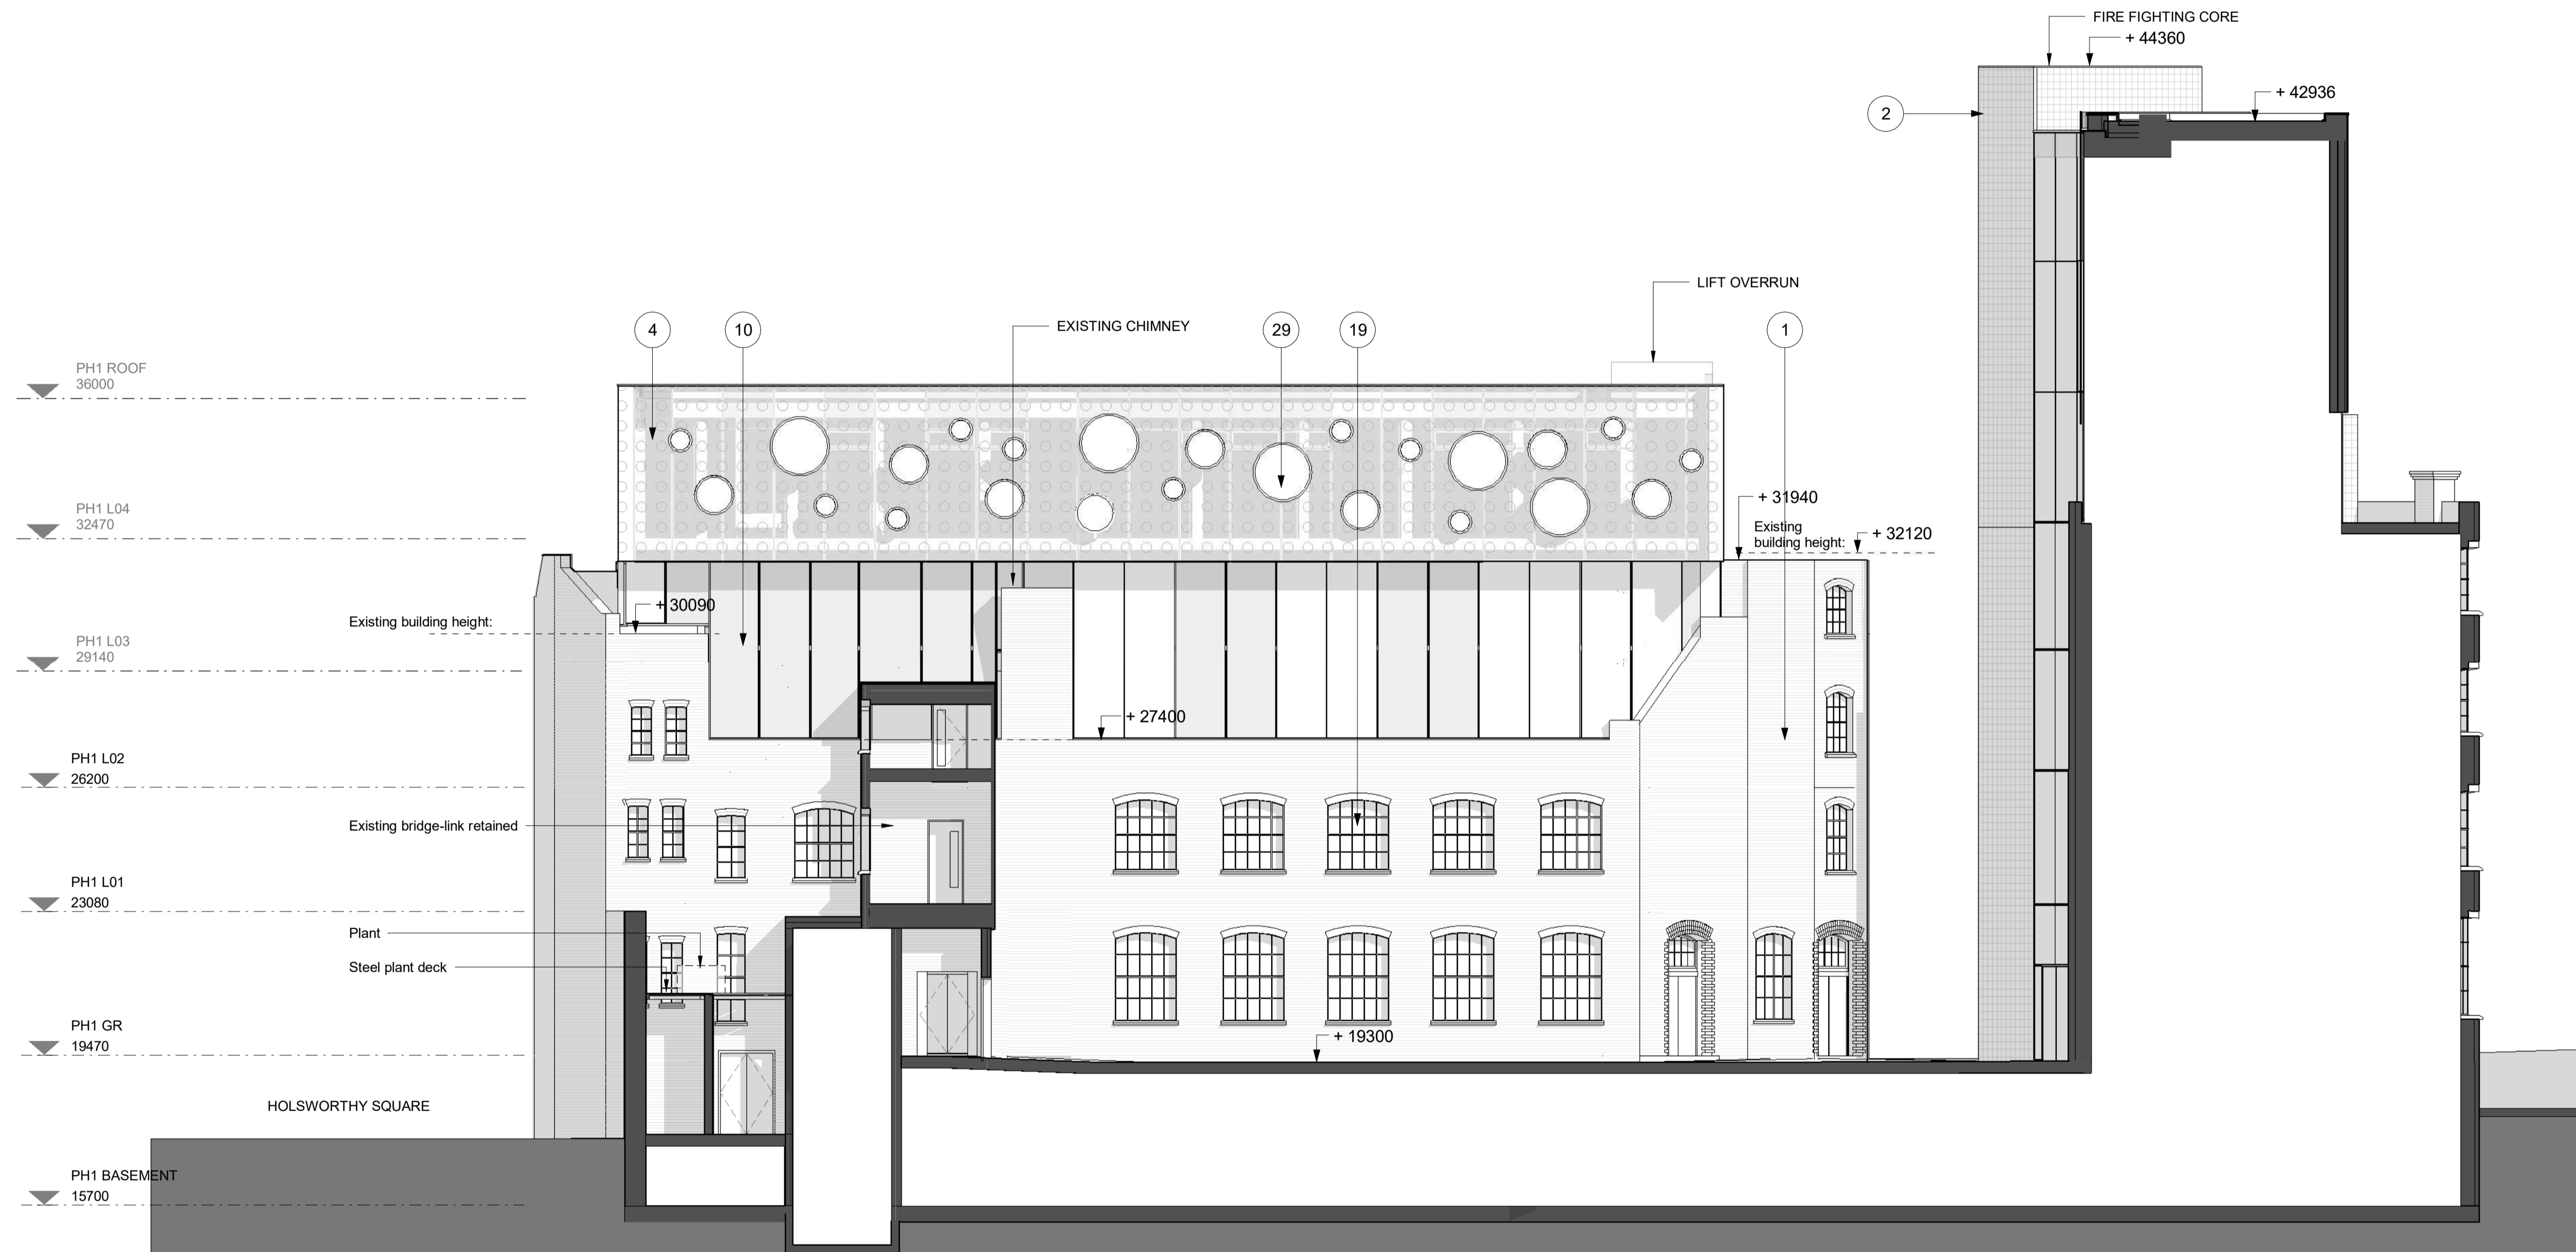 FIRE FIGHTING CORE
+ 44360
+ 42936
2
LIFT OVERRUN
EXISTING CHIMNEY
4
10
29
19
1
PH1 ROOF
36000
+ 31940
PH1 L04
32470
Existing
building height:
+ 32120
+ 30090
Existing building height:
PH1 L03
29140
+ 27400
PH1 L02
26200
Existing bridge-link retained
PH1 L01
23080
Plant
Steel plant deck
PH1 GR
19470
+ 19300
HOLSWORTHY SQUARE
PH1 BASEMENT
15700